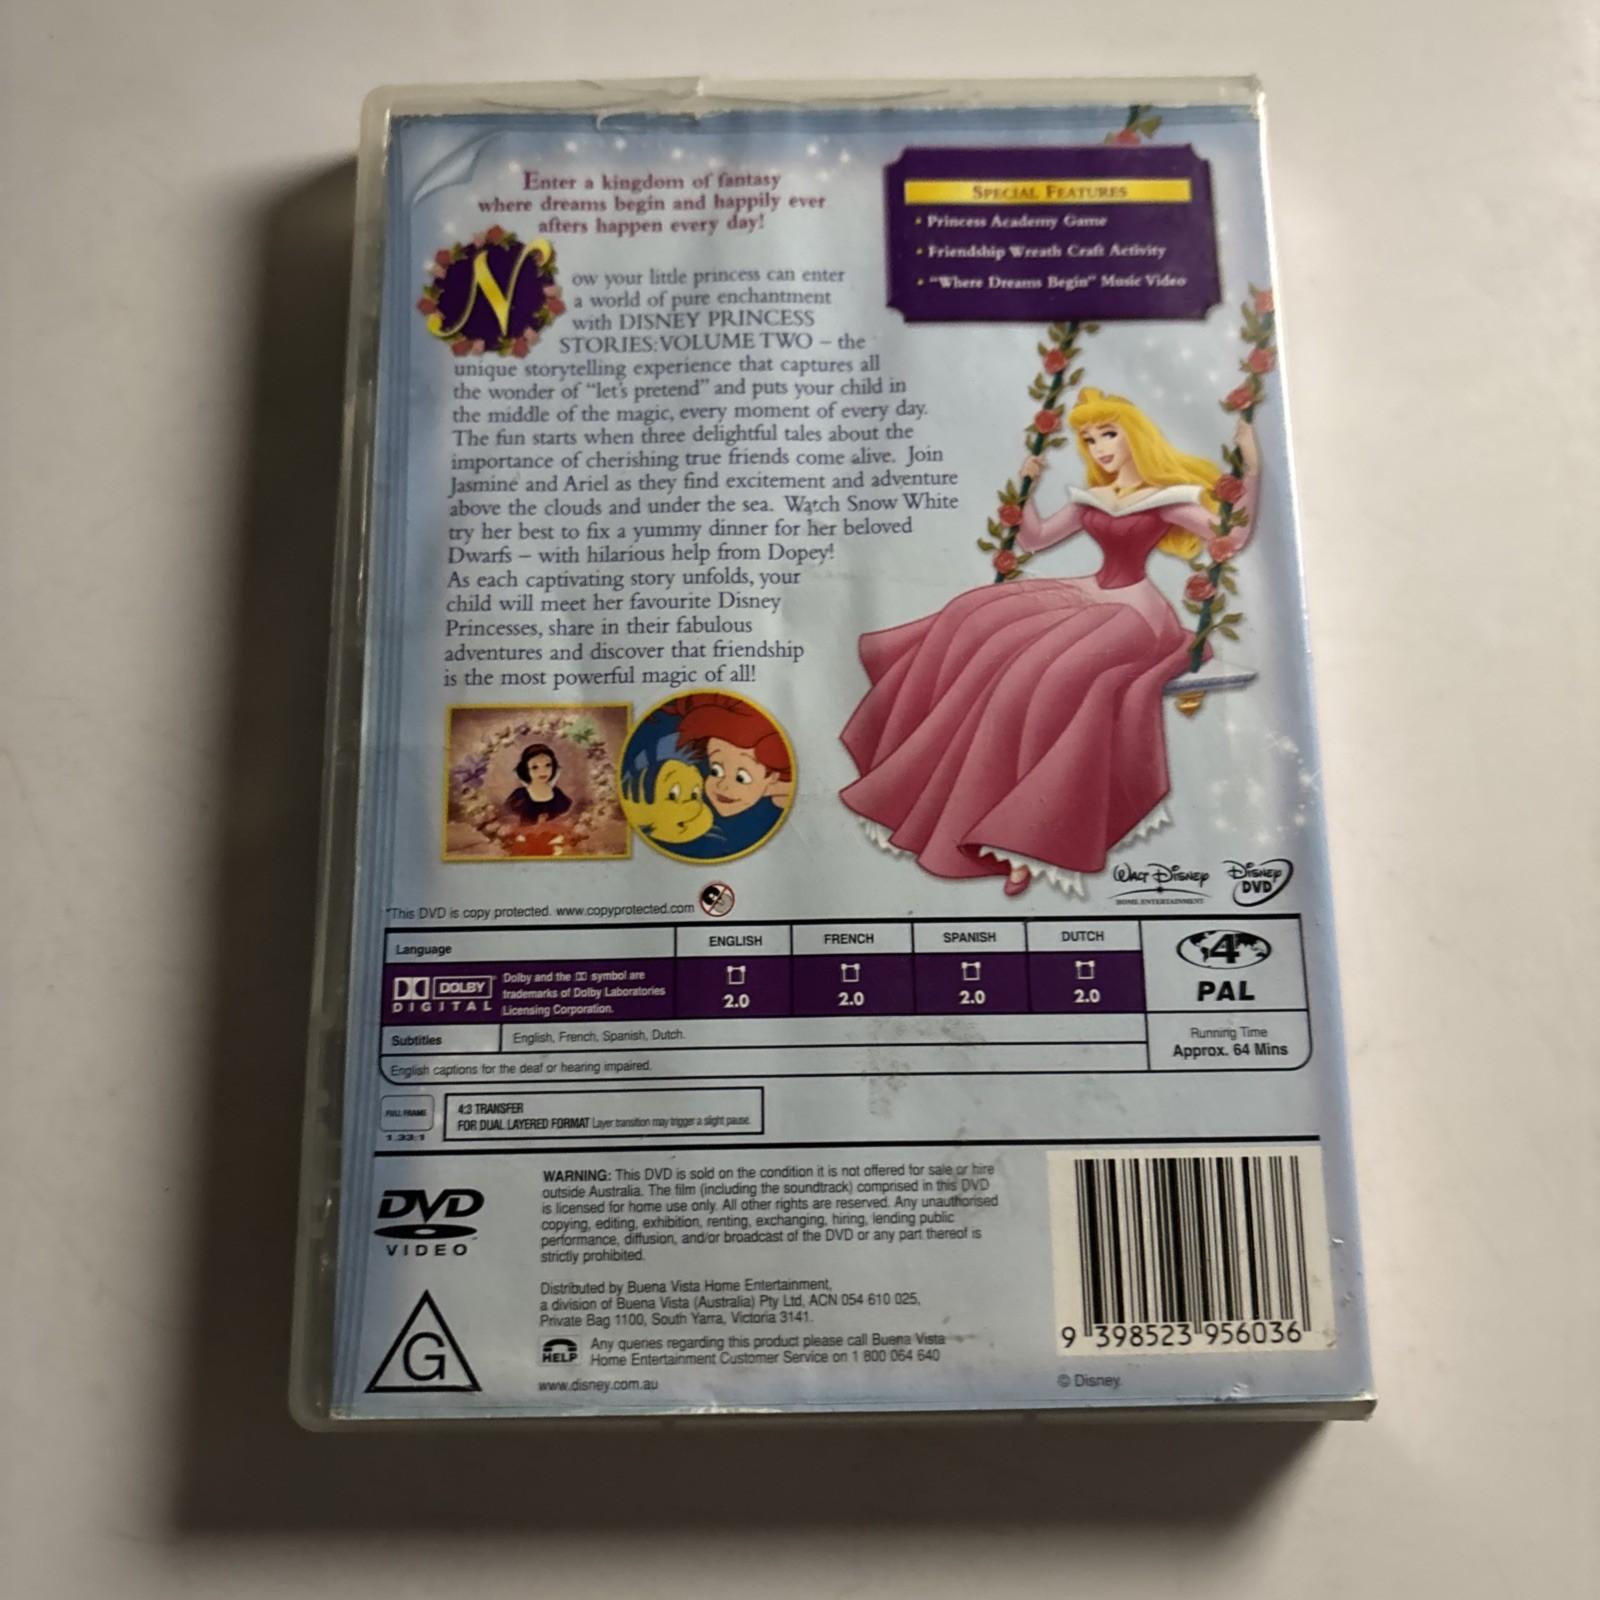 Enter a kingdom of fantasy
where dreams begin and happily ever
afters happen every day!
Now your little princess can enter
a world of pure enchantment
with DISNEY PRINCESS
STORIES:VOLUME TWO – the
unique storytelling experience that captures all
the wonder of "let's pretend" and puts your child in
the middle of the magic, every moment of every day.
The fun starts when three delightful tales about the
importance of cherishing true friends come alive. Join
Jasmine and Ariel as they find excitement and adventure
above the clouds and under the sea. Watch Snow White
try her best to fix a yummy dinner for her beloved
Dwarfs – with hilarious help from Dopey!
As each captivating story unfolds, your
child will meet her favourite Disney
Princesses, share in their fabulous
adventures and discover that friendship
is the most powerful magic of all!
SPECIAL FEATURES
• Princess Academy Game
• Friendship Wreath Craft Activity
• "Where Dreams Begin" Music Video
WALT DISNEY
HOME ENTERTAINMENT
DISNEY
DVD
*This DVD is copy protected. www.copyprotected.com
Language
ENGLISH
FRENCH
SPANISH
DUTCH
DOLBY
DIGITAL
Dolby and the DD symbol are
trademarks of Dolby Laboratories
Licensing Corporation.
2.0
2.0
2.0
2.0
4
PAL
Subtitles
English, French, Spanish, Dutch.
Running Time
Approx. 64 Mins
English captions for the deaf or hearing impaired.
FULL FRAME
1.33:1
4:3 TRANSFER
FOR DUAL LAYERED FORMAT Layer transition may trigger a slight pause.
DVD
VIDEO
WARNING: This DVD is sold on the condition it is not offered for sale or hire
outside Australia. The film (including the soundtrack) comprised in this DVD
is licensed for home use only. All other rights are reserved. Any unauthorised
copying, editing, exhibition, renting, exchanging, hiring, lending public
performance, diffusion, and/or broadcast of the DVD or any part thereof is
strictly prohibited.
Distributed by Buena Vista Home Entertainment,
a division of Buena Vista (Australia) Pty Ltd, ACN 054 610 025,
Private Bag 1100, South Yarra, Victoria 3141.
HELP
Any queries regarding this product please call Buena Vista
Home Entertainment Customer Service on 1 800 064 640
www.disney.com.au
G
9 398523 956036
© Disney.